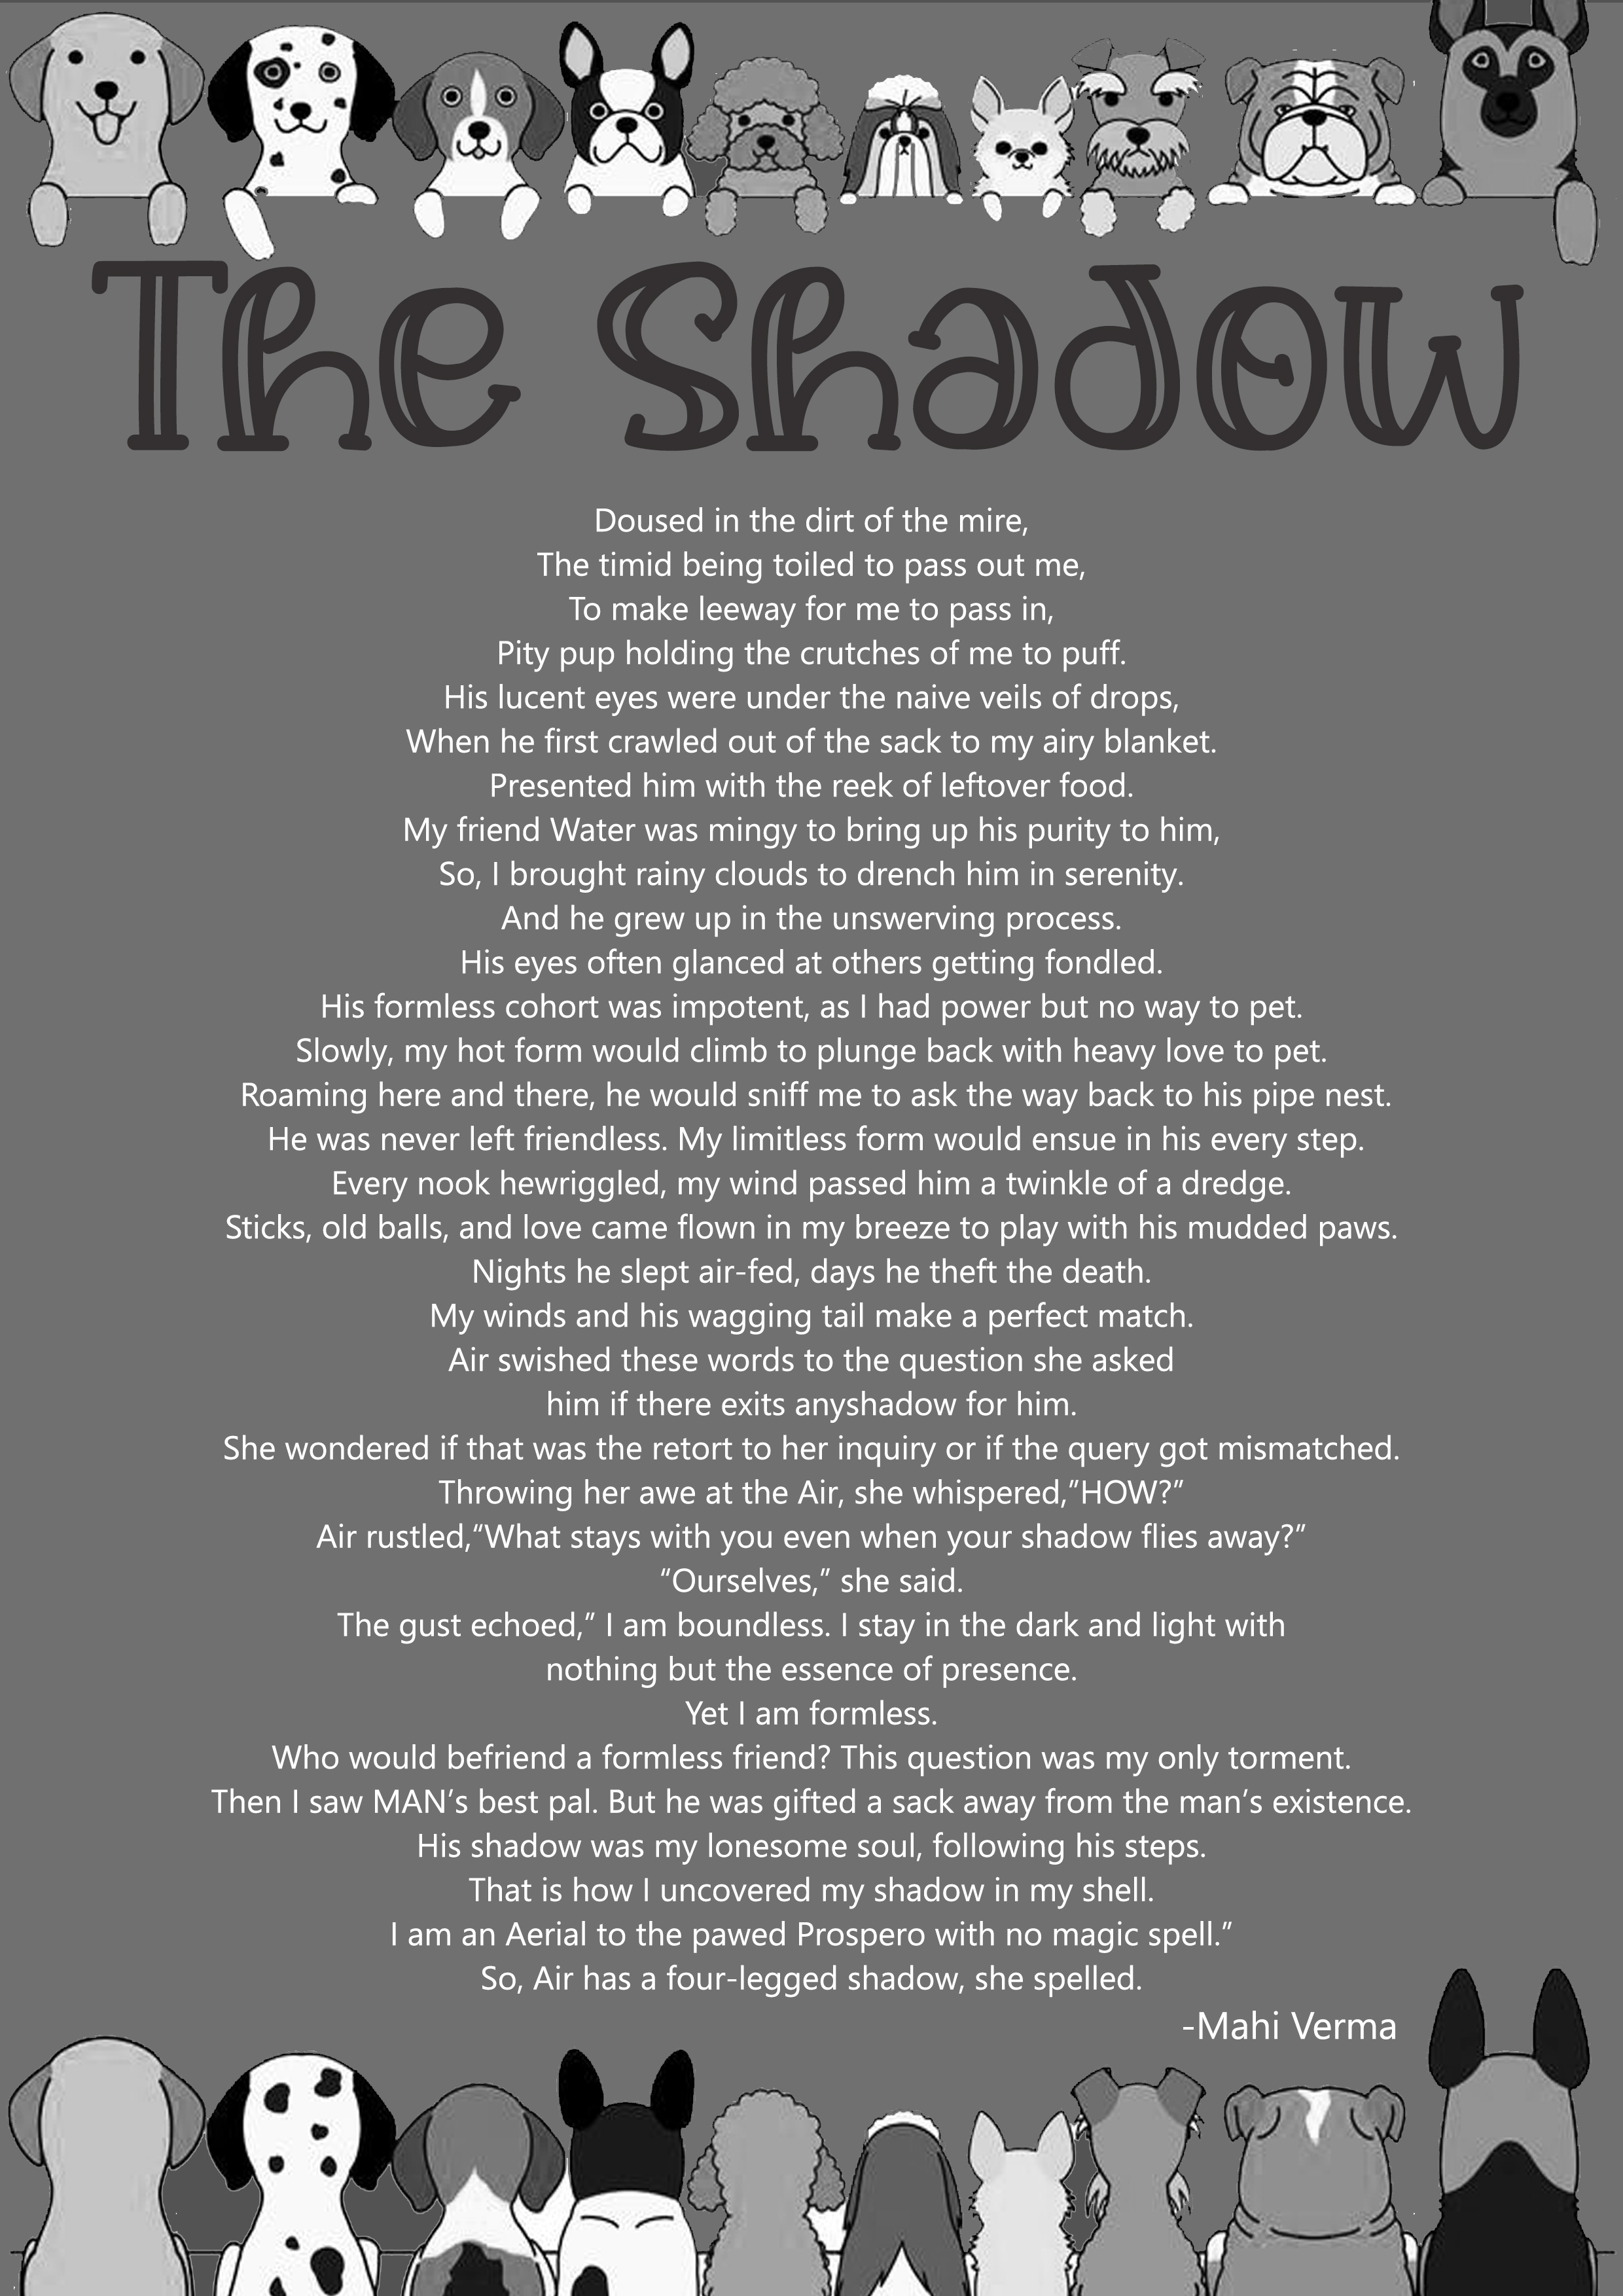 The Shadow
Doused in the dirt of the mire,
The timid being toiled to pass out me,
To make leeway for me to pass in,
Pity pup holding the crutches of me to puff.
His lucent eyes were under the naive veils of drops,
When he first crawled out of the sack to my airy blanket.
Presented him with the reek of leftover food.
My friend Water was mingy to bring up his purity to him,
So, I brought rainy clouds to drench him in serenity.
And he grew up in the unswerving process.
His eyes often glanced at others getting fondled.
His formless cohort was impotent, as I had power but no way to pet.
Slowly, my hot form would climb to plunge back with heavy love to pet.
Roaming here and there, he would sniff me to ask the way back to his pipe nest.
He was never left friendless. My limitless form would ensue in his every step.
Every nook hewriggled, my wind passed him a twinkle of a dredge.
Sticks, old balls, and love came flown in my breeze to play with his mudded paws.
Nights he slept air-fed, days he theft the death.
My winds and his wagging tail make a perfect match.
Air swished these words to the question she asked
him if there exits anyshadow for him.
She wondered if that was the retort to her inquiry or if the query got mismatched.
Throwing her awe at the Air, she whispered,”HOW?”
Air rustled,“What stays with you even when your shadow flies away?”
“Ourselves,” she said.
The gust echoed,” I am boundless. I stay in the dark and light with
nothing but the essence of presence.
Yet I am formless.
Who would befriend a formless friend? This question was my only torment.
Then I saw MAN’s best pal. But he was gifted a sack away from the man’s existence.
His shadow was my lonesome soul, following his steps.
That is how I uncovered my shadow in my shell.
I am an Aerial to the pawed Prospero with no magic spell.”
So, Air has a four-legged shadow, she spelled.
-Mahi Verma